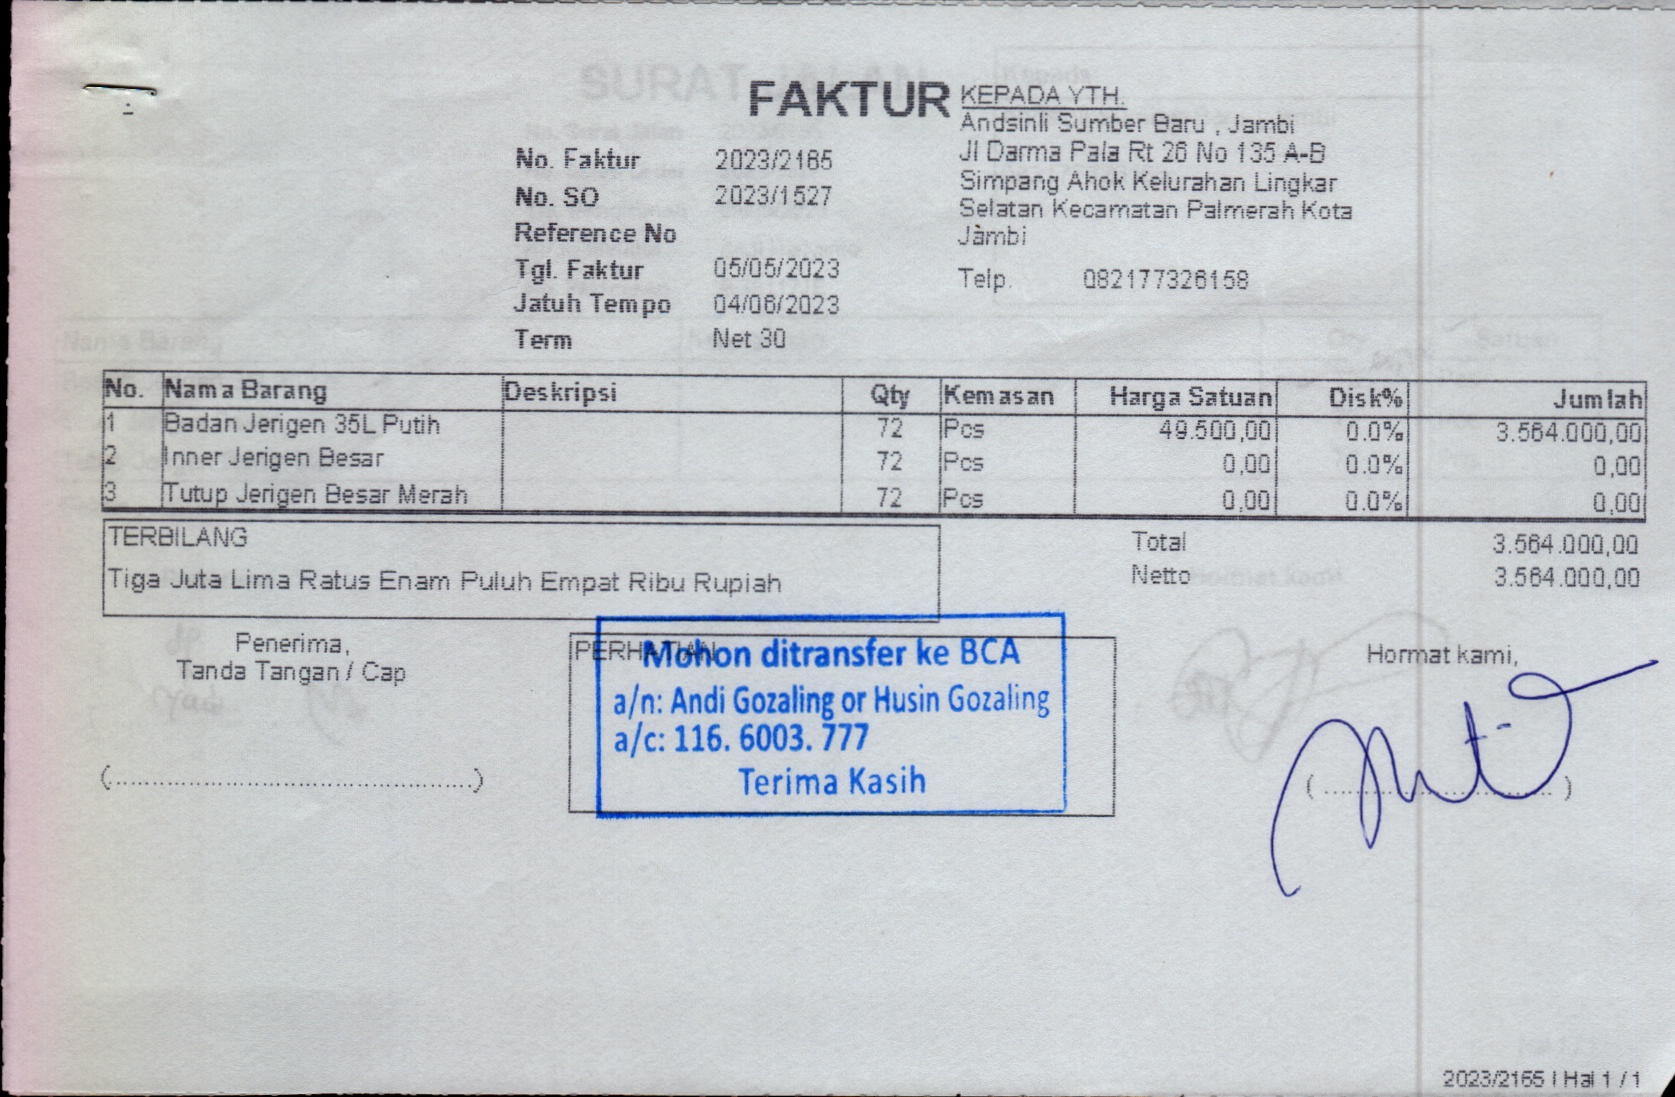 FAKTUR
No. Faktur 2023/2165
No. SO 2023/1527
Reference No
Tgl. Faktur 05/05/2023
Jatuh Tempo 04/06/2023
Term Net 30
KEPADA YTH.
Andsinli Sumber Baru , Jambi
Jl Darma Pala Rt 26 No 135 A-B
Simpang Ahok Kelurahan Lingkar
Selatan Kecamatan Palmerah Kota
Jambi
Telp. 082177326158
No. Nama Barang Deskripsi Qty Kemasan Harga Satuan Disk% Jumlah
1 Badan Jerigen 35L Putih 72 Pcs 49.500,00 0.0% 3.564.000,00
2 Inner Jerigen Besar 72 Pcs 0,00 0.0% 0,00
3 Tutup Jerigen Besar Merah 72 Pcs 0,00 0.0% 0,00
TERBILANG
Tiga Juta Lima Ratus Enam Puluh Empat Ribu Rupiah
Total 3.564.000,00
Netto 3.564.000,00
Penerima,
Tanda Tangan / Cap
PERHATIAN
Mohon ditransfer ke BCA
a/n: Andi Gozaling or Husin Gozaling
a/c: 116. 6003. 777
Terima Kasih
Hormat kami,
2023/2165 | Hal 1 / 1